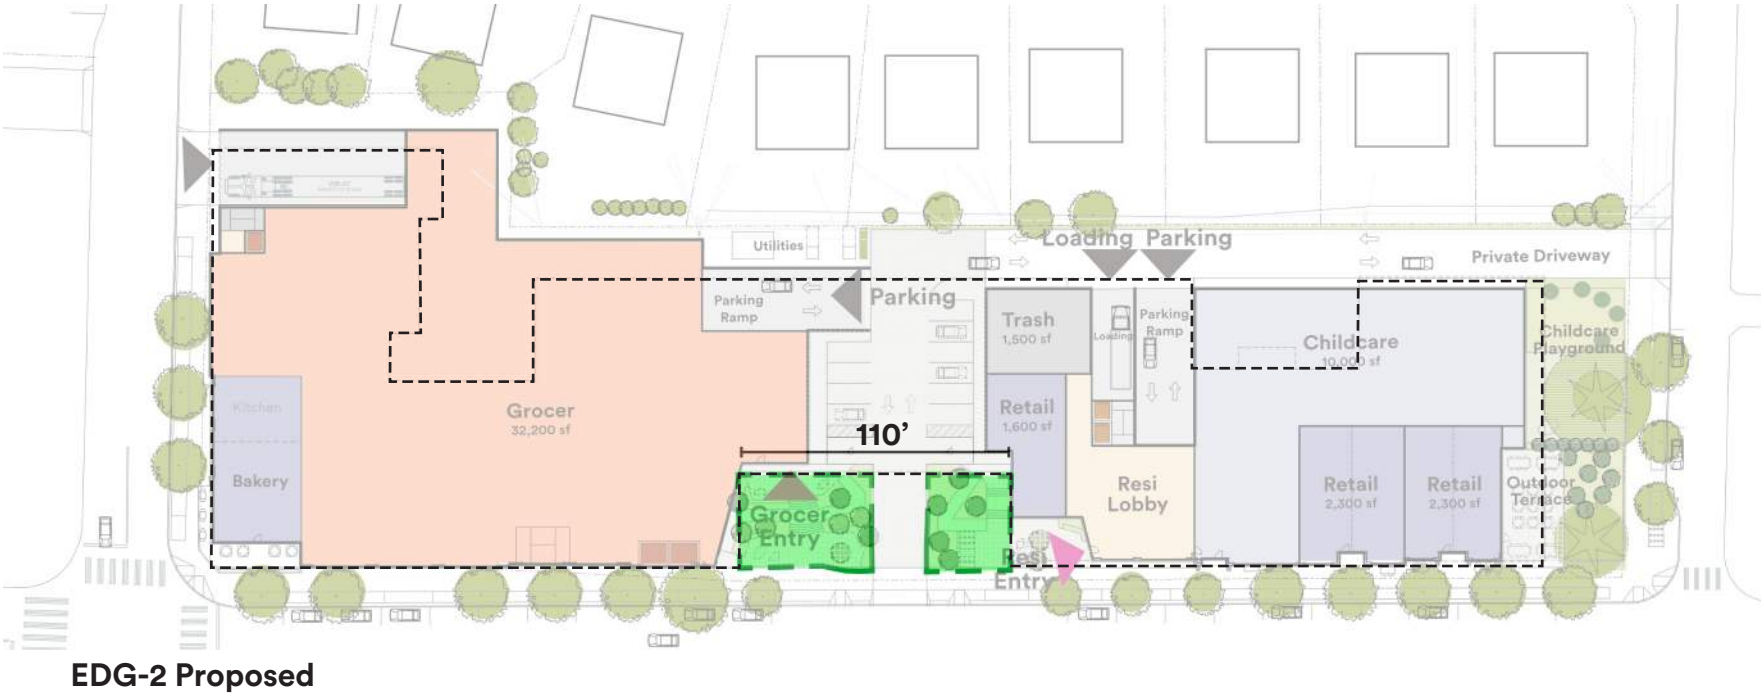 Loading
Parking
Utilities
Private Driveway
Parking
Ramp
Parking
Trash
1,500 sf
Loading
Parking
Ramp
Childcare
10,000 sf
Childcare
Playground
Kitchen
Grocer
32,200 sf
Retail
1,600 sf
110’
Bakery
Resi
Lobby
Retail
2,300 sf
Retail
2,300 sf
Outdoor
Terrace
Grocer
Entry
Resi
Entry
EDG-2 Proposed